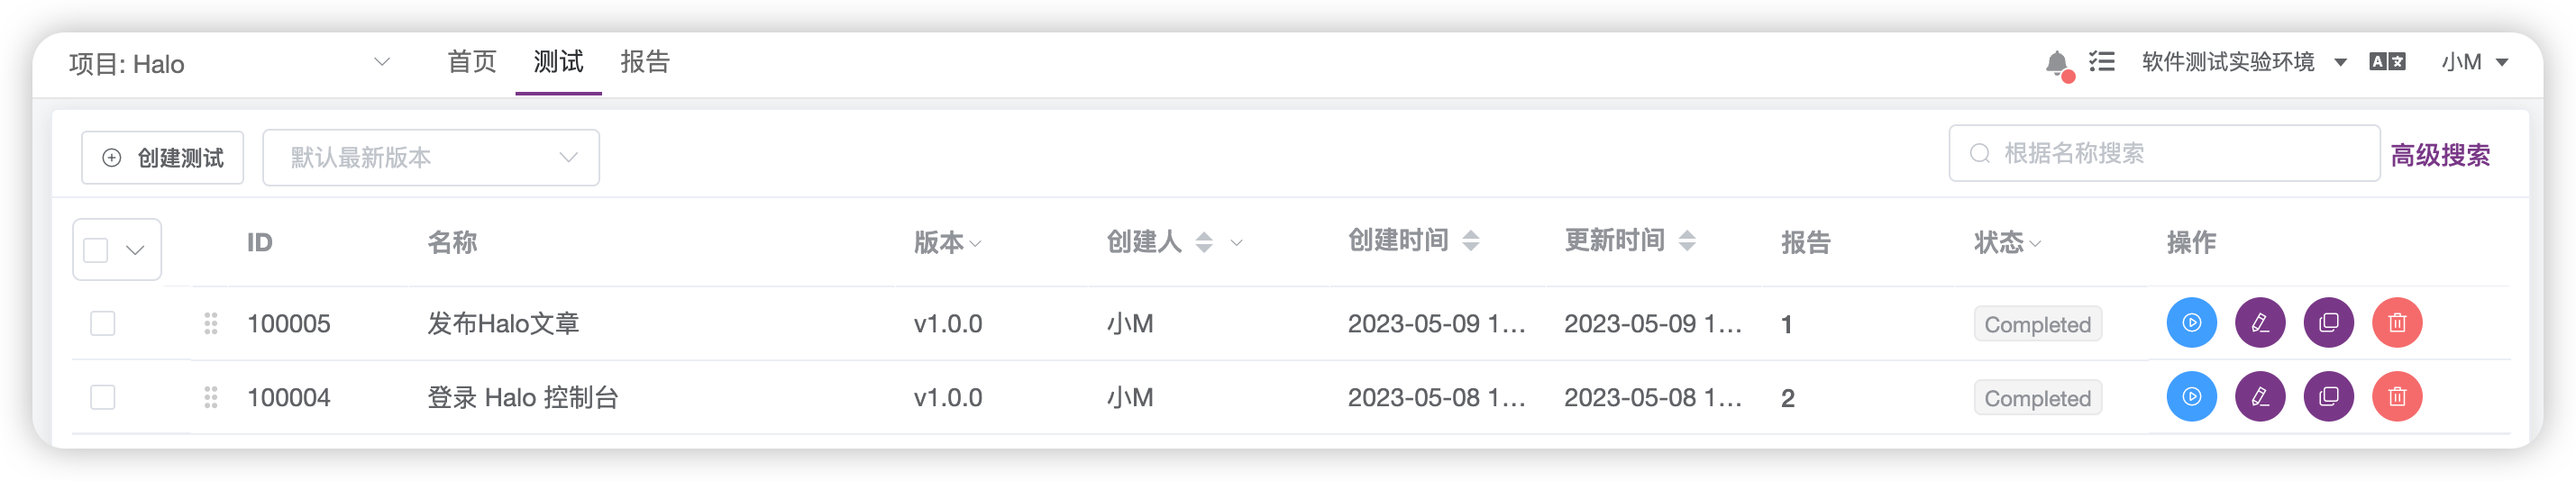 项目: Halo 首页 测试 报告 软件测试实验环境 小M
创建测试 默认最新版本 根据名称搜索 高级搜索
ID 名称 版本 创建人 创建时间 更新时间 报告 状态 操作
100005 发布Halo文章 v1.0.0 小M 2023-05-09 1... 2023-05-09 1... 1 Completed
100004 登录 Halo 控制台 v1.0.0 小M 2023-05-08 1... 2023-05-08 1... 2 Completed